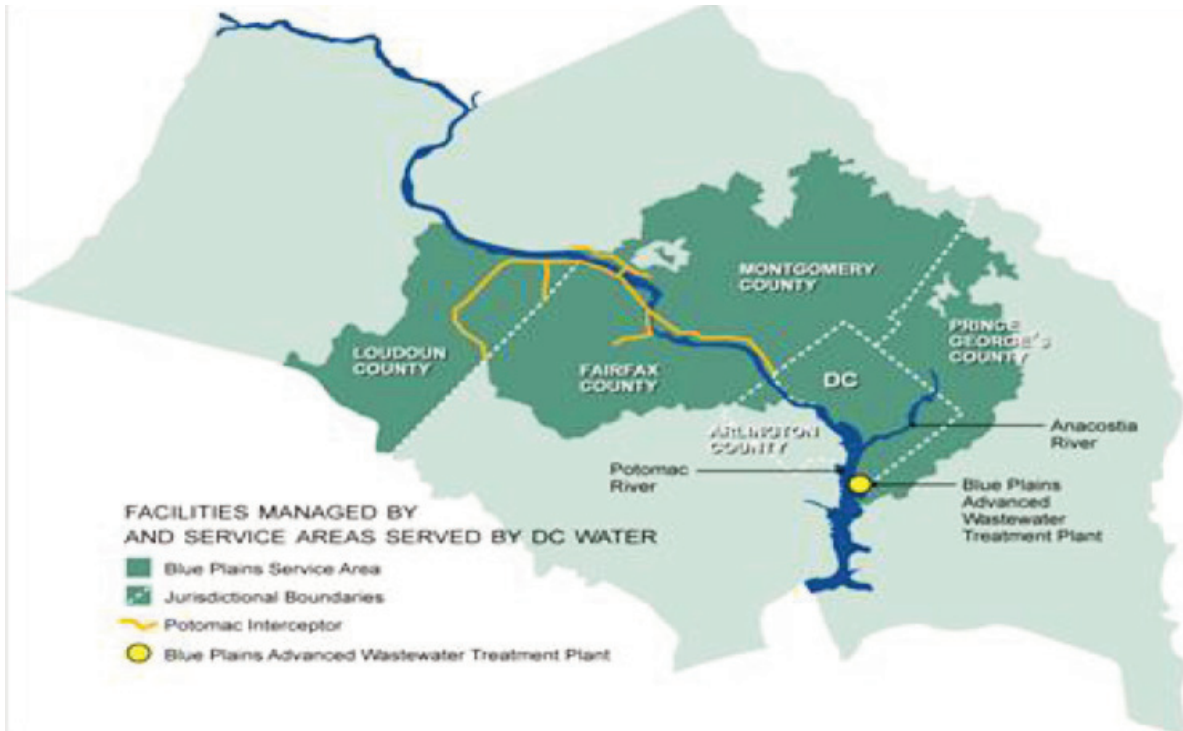 MONTGOMERY
COUNTY
PRINCE
GEORGE'S
COUNTY
LOUDOUN
COUNTY
FAIRFAX
COUNTY
DC
ARLINGTON
COUNTY
Anacostia
River
Potomac
River
Blue Plains
Advanced
Wastewater
Treatment Plant
FACILITIES MANAGED BY
AND SERVICE AREAS SERVED BY DC WATER
Blue Plains Service Area
Jurisdictional Boundaries
Potomac Interceptor
Blue Plains Advanced Wastewater Treatment Plant